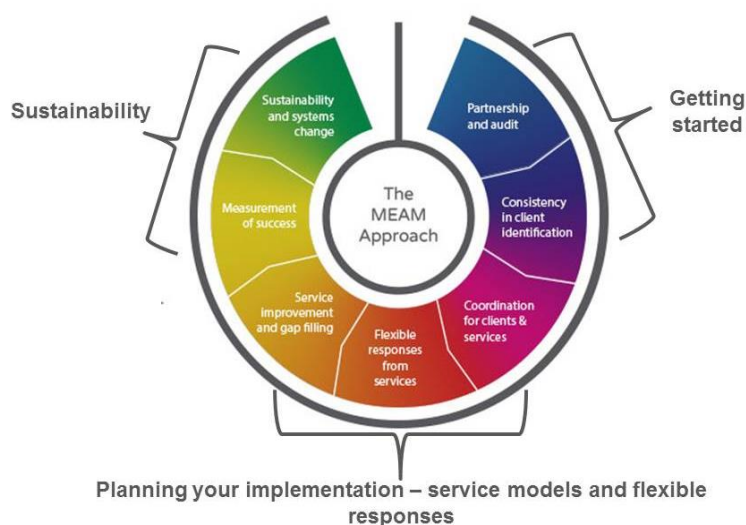 Sustainability
Getting
started
Sustainability
and systems
change
Partnership
and audit
Measurement
of success
The
MEAM
Approach
Consistency
in client
identification
Service
improvement
and gap filling
Flexible
responses
from
services
Coordination
for clients &
services
Planning your implementation – service models and flexible
responses